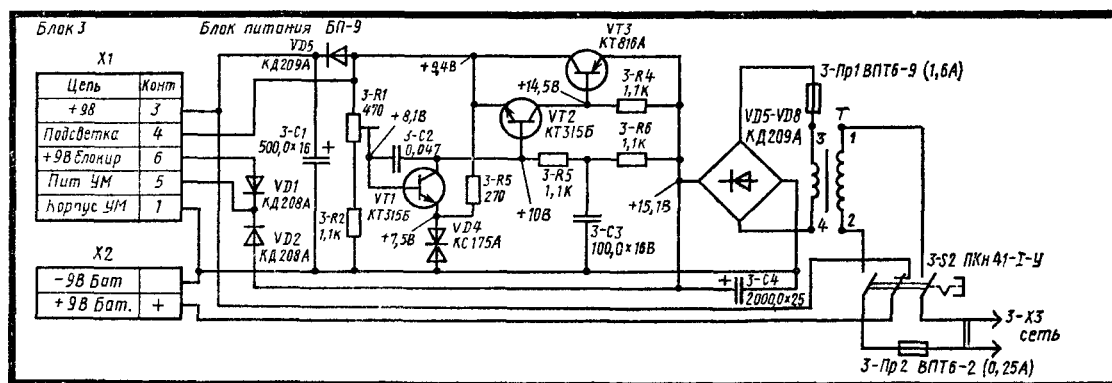 Блок 3
Блок питания БП-9
X1
Цепь Конт
+98 3
Подсветка 4
+9В блокир 6
Пит УМ 5
Корпус УМ 1
X2
-9В Бат
+9В Бат. +
VD5
КД209А
3-C1
500,0×16
+
VD1
КД208А
VD2
КД208А
3-R1
470
3-R2
1,1к
+8,1В
3-C2
0,047
VT1
КТ315Б
+7,5В
VD4
КС175А
+9,4В
3-R5
270
VT2
КТ315Б
+14,5В
VT3
КТ816А
3-R4
1,1К
3-R6
1,1К
3-R5
1,1К
+10В
3-C3
100,0×16В
+15,1В
+
3-C4
2000,0×25
VD5-VD8
КД209А
3-Пр1 ВПТ6-9 (1,6А)
T
3
1
4
2
3-S2 ПКн41-I-У
3-X3
сеть
3-Пр2 ВПТ6-2 (0,25А)